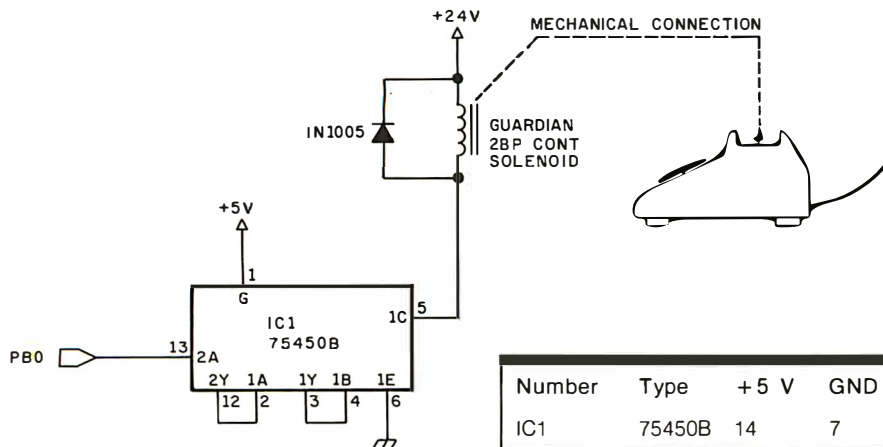 +24V
MECHANICAL CONNECTION
IN1005
GUARDIAN
2BP CONT
SOLENOID
+5V
1
G
IC1
75450B
1C
5
PB0
13
2A
2Y 1A 1Y 1B 1E
12 2 3 4 6
Number Type +5 V GND
IC1 75450B 14 7